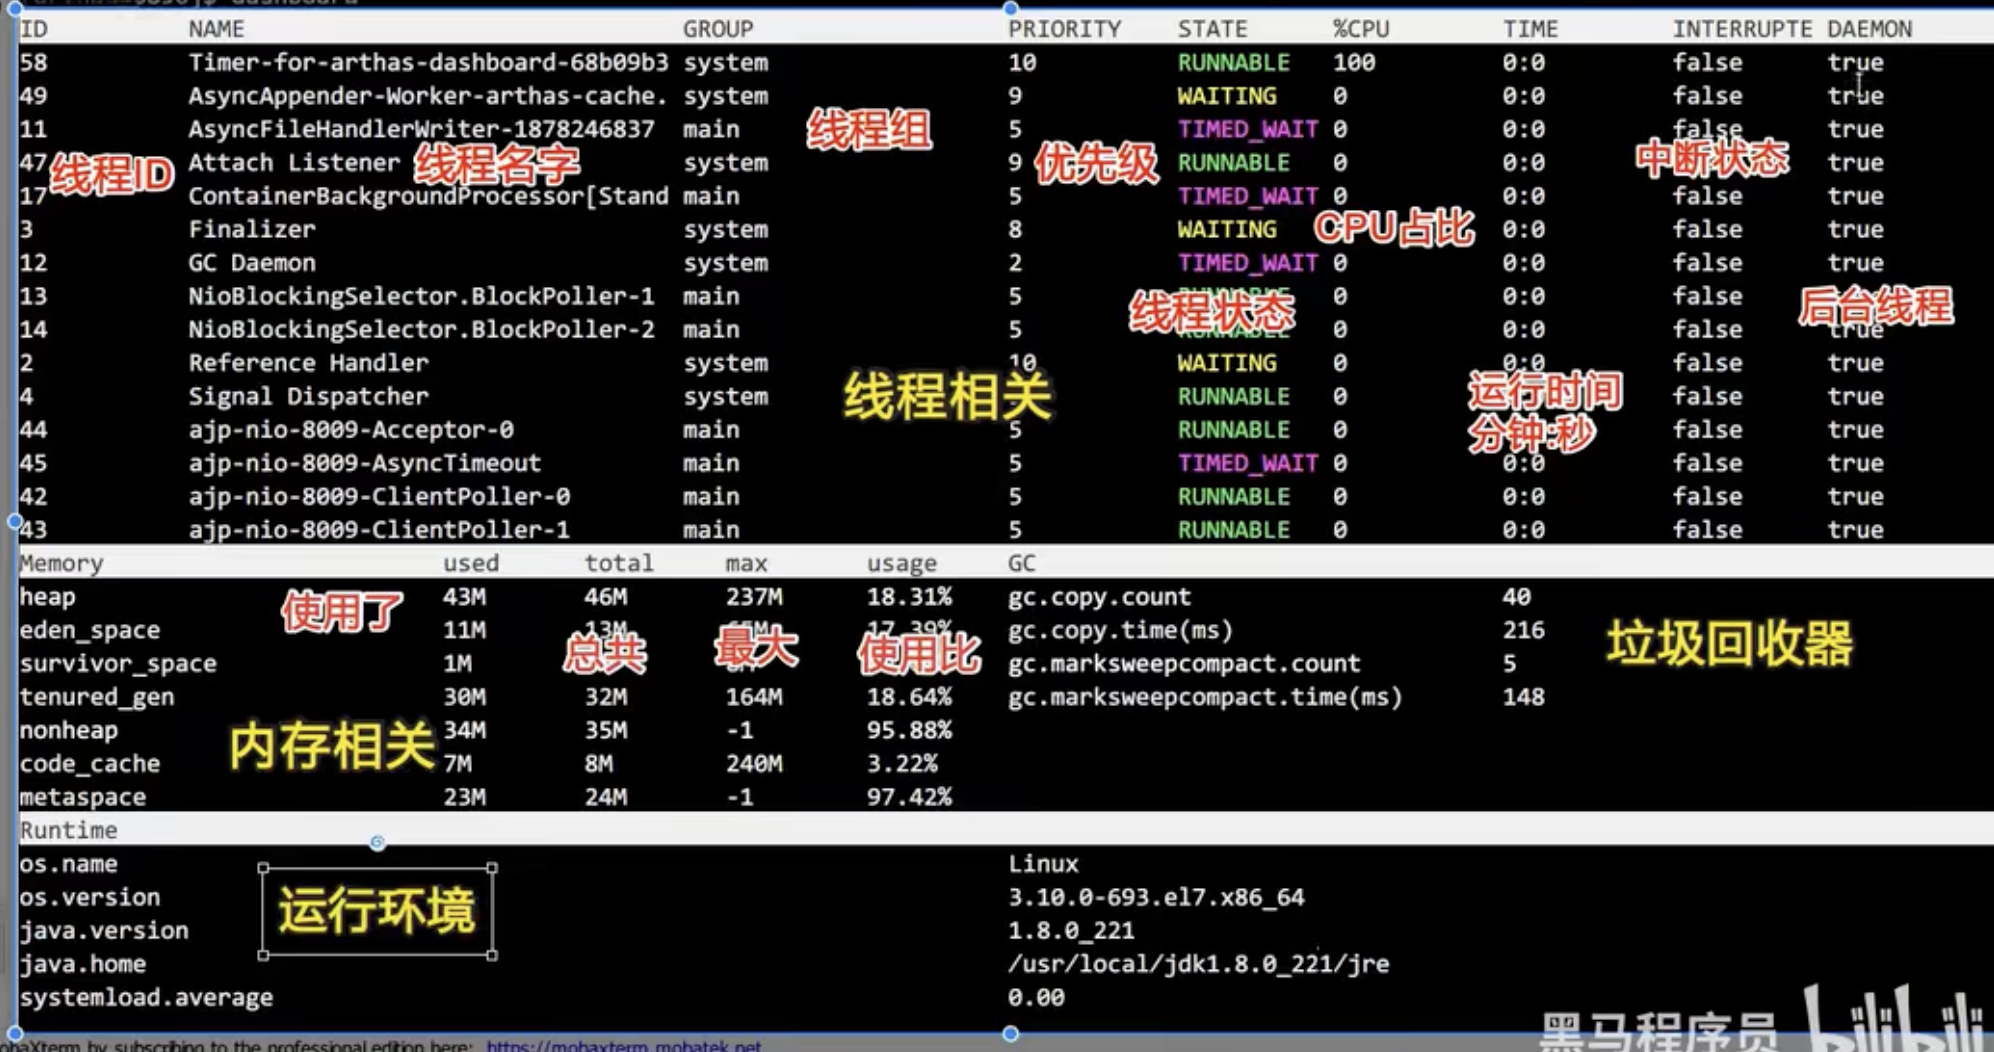 ID NAME GROUP PRIORITY STATE %CPU TIME INTERRUPTE DAEMON
58 Timer-for-arthas-dashboard-68b09b3 system 10 RUNNABLE 100 0:0 false true
49 AsyncAppender-Worker-arthas-cache. system 9 WAITING 0 0:0 false true
11 AsyncFileHandlerWriter-1878246837 main 5 TIMED_WAIT 0 0:0 false true
线程组
47 Attach Listener system 9 RUNNABLE 0 0:0 true
线程ID 线程名字 优先级 中断状态
17 ContainerBackgroundProcessor[Stand main 5 TIMED_WAIT 0 0:0 false true
3 Finalizer system 8 WAITING 0:0 false true
CPU占比
12 GC Daemon system 2 TIMED_WAIT 0 0:0 false true
13 NioBlockingSelector.BlockPoller-1 main 5 0 0:0 false
线程状态 后台线程
14 NioBlockingSelector.BlockPoller-2 main 5 RUNNABLE 0 0:0 false true
2 Reference Handler system 10 WAITING 0 0:0 false true
4 Signal Dispatcher system RUNNABLE 0 false true
线程相关 运行时间
44 ajp-nio-8009-Acceptor-0 main 5 RUNNABLE 0 false true
分钟:秒
45 ajp-nio-8009-AsyncTimeout main 5 TIMED_WAIT 0 0:0 false true
42 ajp-nio-8009-ClientPoller-0 main 5 RUNNABLE 0 0:0 false true
43 ajp-nio-8009-ClientPoller-1 main 5 RUNNABLE 0 0:0 false true
Memory used total max usage GC
heap 43M 46M 237M 18.31% gc.copy.count 40
使用了
eden_space 11M 13M 65M 17.39% gc.copy.time(ms) 216
总共 最大 使用比 垃圾回收器
survivor_space 1M gc.marksweepcompact.count 5
tenured_gen 30M 32M 164M 18.64% gc.marksweepcompact.time(ms) 148
nonheap 34M 35M -1 95.88%
内存相关
code_cache 7M 8M 240M 3.22%
metaspace 23M 24M -1 97.42%
Runtime
os.name Linux
os.version 3.10.0-693.el7.x86_64
运行环境
java.version 1.8.0_221
java.home /usr/local/jdk1.8.0_221/jre
systemload.average 0.00
黑马程序员 bilibili
by subscribing to the professional edition here: https://mobaxterm.mobatek.net